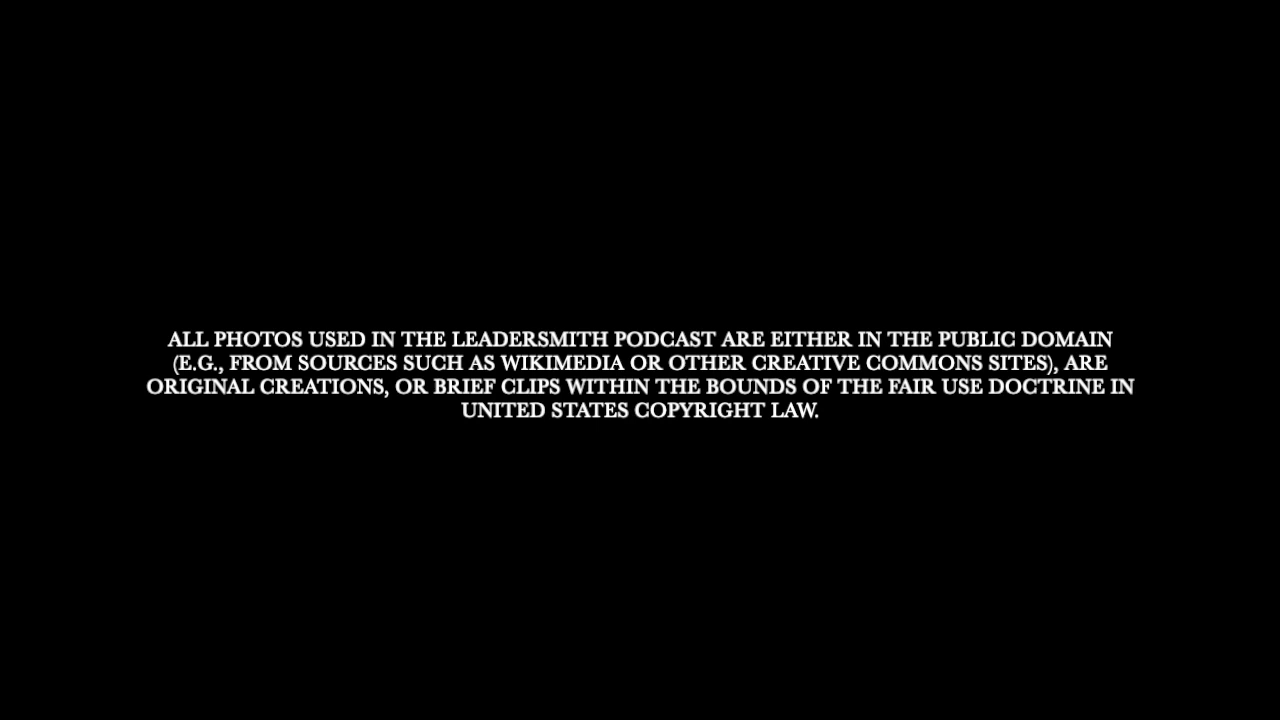 ALL PHOTOS USED IN THE LEADERSMITH PODCAST ARE EITHER IN THE PUBLIC DOMAIN
(E.G., FROM SOURCES SUCH AS WIKIMEDIA OR OTHER CREATIVE COMMONS SITES), ARE
ORIGINAL CREATIONS, OR BRIEF CLIPS WITHIN THE BOUNDS OF THE FAIR USE DOCTRINE IN
UNITED STATES COPYRIGHT LAW.